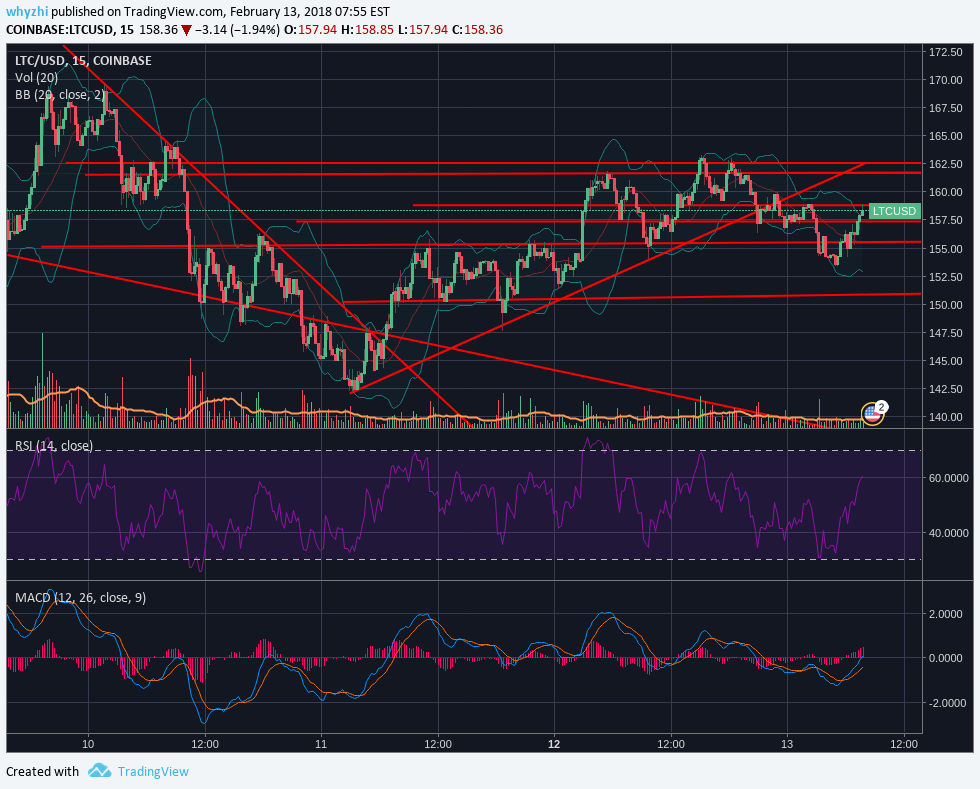 whyzhi published on TradingView.com, February 13, 2018 07:55 EST
COINBASE:LTCUSD, 15 158.36 ▼ −3.14 (−1.94%) O:157.94 H:158.85 L:157.94 C:158.36
LTC/USD, 15, COINBASE
Vol (20)
BB (20, close, 2)
172.50
170.00
167.50
165.00
162.50
160.00
LTCUSD
157.50
155.00
152.50
150.00
147.50
145.00
142.50
140.00
2
RSI (14, close)
60.0000
40.0000
MACD (12, 26, close, 9)
2.0000
0.0000
-2.0000
10 12:00 11 12:00 12 12:00 13 12:00
Created with TradingView